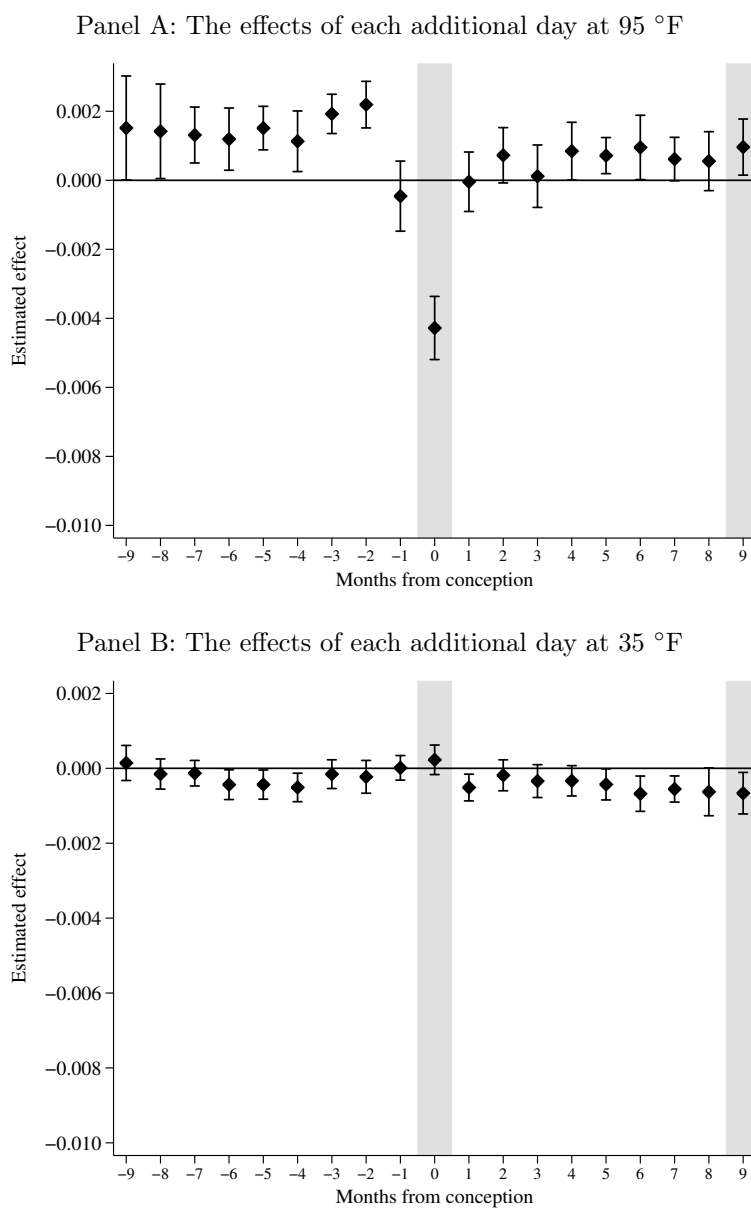 Panel A: The effects of each additional day at 95 °F
0.002
0.000
−0.002
−0.004
−0.006
−0.008
−0.010
Estimated effect
−9 −8 −7 −6 −5 −4 −3 −2 −1 0 1 2 3 4 5 6 7 8 9
Months from conception
Panel B: The effects of each additional day at 35 °F
0.002
0.000
−0.002
−0.004
−0.006
−0.008
−0.010
Estimated effect
−9 −8 −7 −6 −5 −4 −3 −2 −1 0 1 2 3 4 5 6 7 8 9
Months from conception